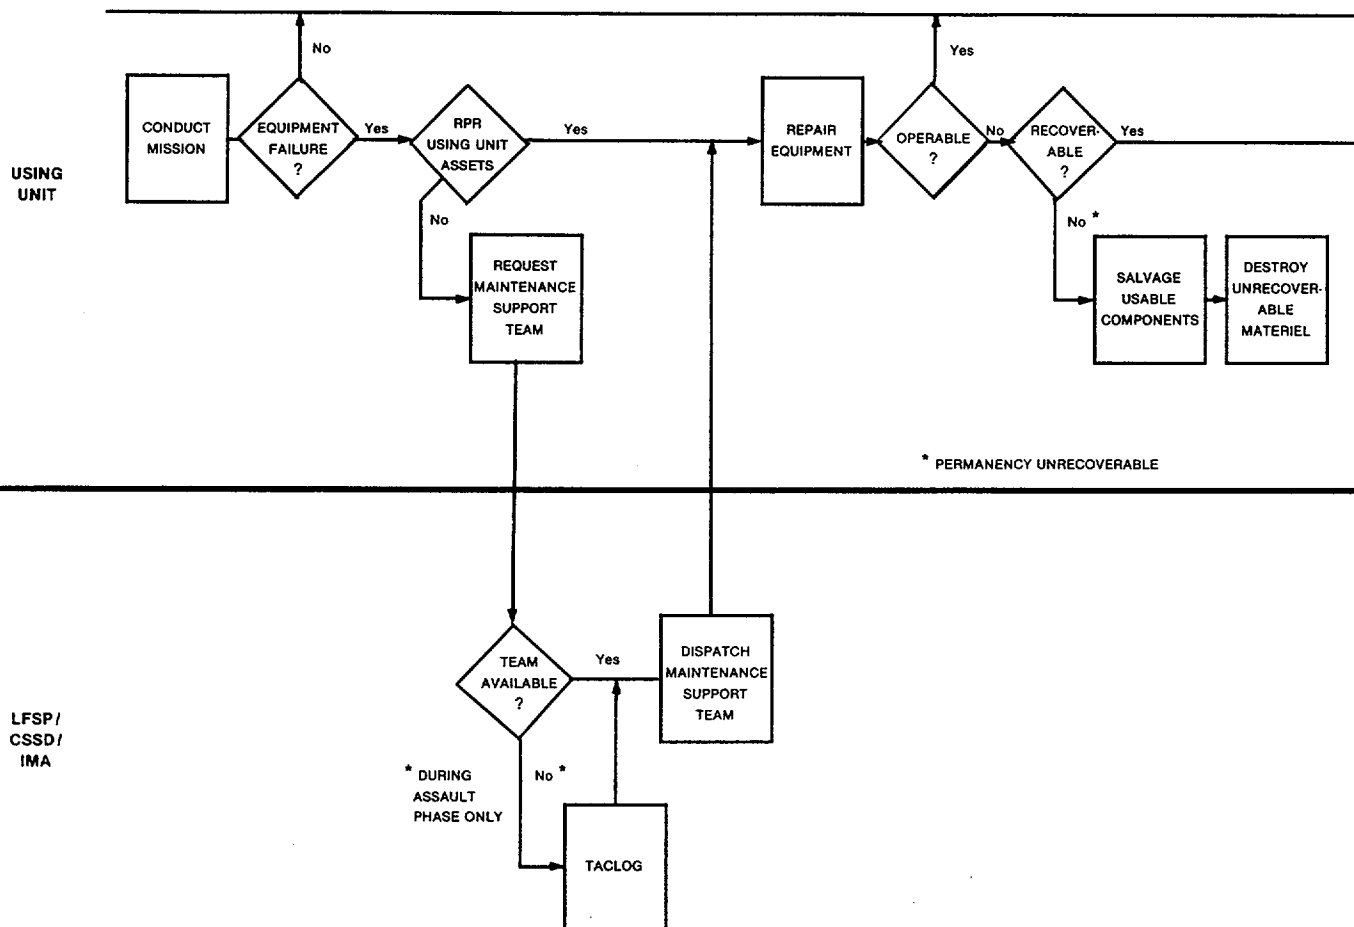 No
Yes
CONDUCT
MISSION
EQUIPMENT
FAILURE
?
Yes
RPR
USING UNIT
ASSETS
Yes
REPAIR
EQUIPMENT
OPERABLE
?
No
RECOVER-
ABLE
?
Yes
USING
UNIT
No
No *
REQUEST
MAINTENANCE
SUPPORT
TEAM
SALVAGE
USABLE
COMPONENTS
DESTROY
UNRECOVER-
ABLE
MATERIEL
* PERMANENCY UNRECOVERABLE
LFSP/
CSSD/
IMA
TEAM
AVAILABLE
?
Yes
DISPATCH
MAINTENANCE
SUPPORT
TEAM
* DURING
ASSAULT
PHASE ONLY
No *
TACLOG